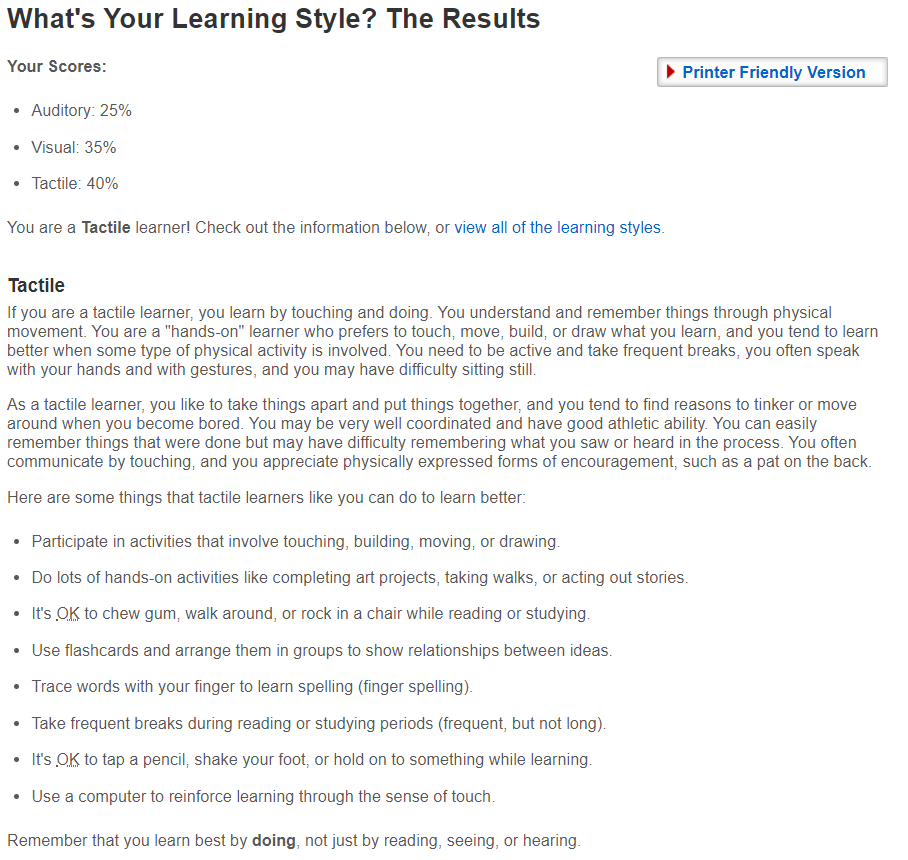 What's Your Learning Style? The Results
Your Scores:
Printer Friendly Version
• Auditory: 25%
• Visual: 35%
• Tactile: 40%
You are a Tactile learner! Check out the information below, or view all of the learning styles.
Tactile
If you are a tactile learner, you learn by touching and doing. You understand and remember things through physical
movement. You are a "hands-on" learner who prefers to touch, move, build, or draw what you learn, and you tend to learn
better when some type of physical activity is involved. You need to be active and take frequent breaks, you often speak
with your hands and with gestures, and you may have difficulty sitting still.
As a tactile learner, you like to take things apart and put things together, and you tend to find reasons to tinker or move
around when you become bored. You may be very well coordinated and have good athletic ability. You can easily
remember things that were done but may have difficulty remembering what you saw or heard in the process. You often
communicate by touching, and you appreciate physically expressed forms of encouragement, such as a pat on the back.
Here are some things that tactile learners like you can do to learn better:
• Participate in activities that involve touching, building, moving, or drawing.
• Do lots of hands-on activities like completing art projects, taking walks, or acting out stories.
• It's OK to chew gum, walk around, or rock in a chair while reading or studying.
• Use flashcards and arrange them in groups to show relationships between ideas.
• Trace words with your finger to learn spelling (finger spelling).
• Take frequent breaks during reading or studying periods (frequent, but not long).
• It's OK to tap a pencil, shake your foot, or hold on to something while learning.
• Use a computer to reinforce learning through the sense of touch.
Remember that you learn best by doing, not just by reading, seeing, or hearing.